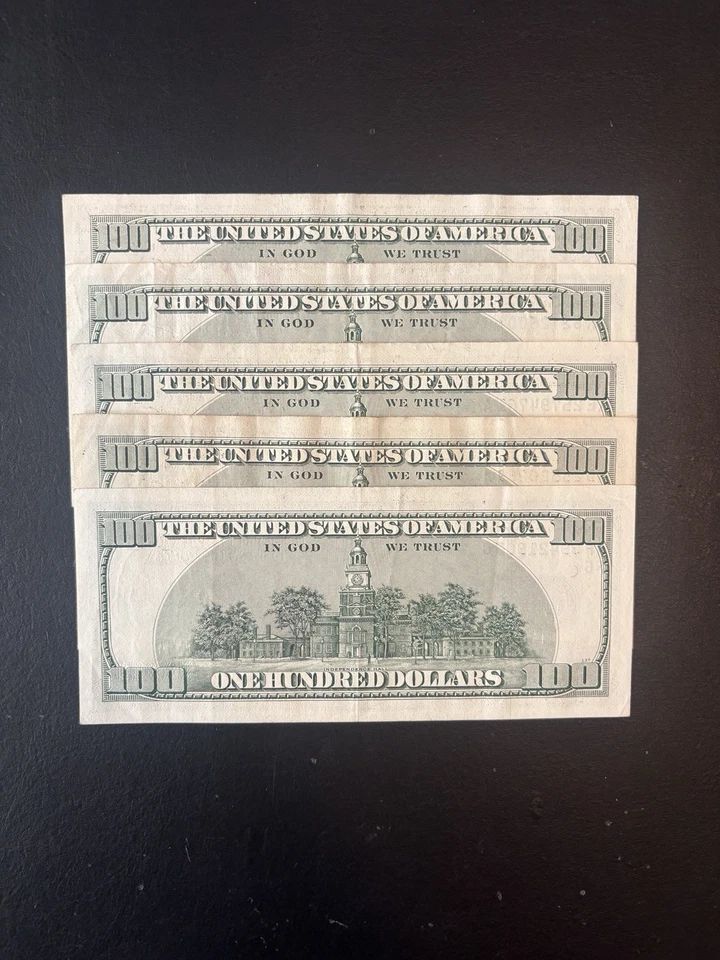 100 THE UNITED STATES OF AMERICA 100
IN GOD WE TRUST
100 THE UNITED STATES OF AMERICA 100
IN GOD WE TRUST
100 THE UNITED STATES OF AMERICA 100
IN GOD WE TRUST
100 THE UNITED STATES OF AMERICA 100
IN GOD WE TRUST
100 THE UNITED STATES OF AMERICA 100
IN GOD WE TRUST
INDEPENDENCE HALL
100 ONE HUNDRED DOLLARS 100